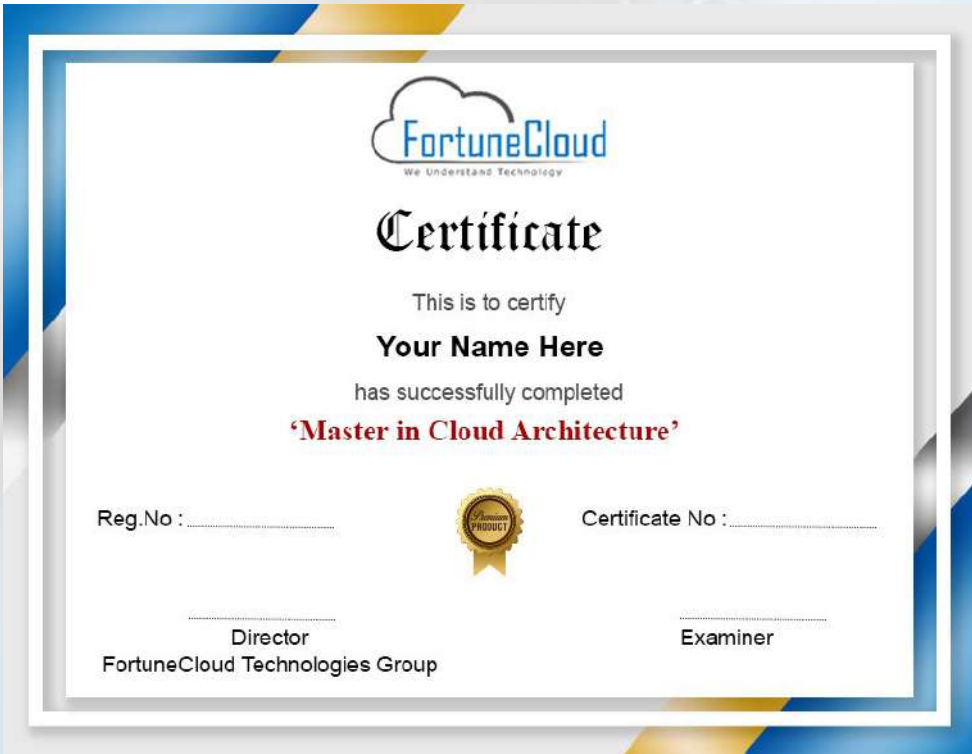 FortuneCloud
We Understand Technology
Certificate
This is to certify
Your Name Here
has successfully completed
‘Master in Cloud Architecture’
Reg.No : ........................
Premium
PRODUCT
Certificate No : ........................
Director
FortuneCloud Technologies Group
Examiner